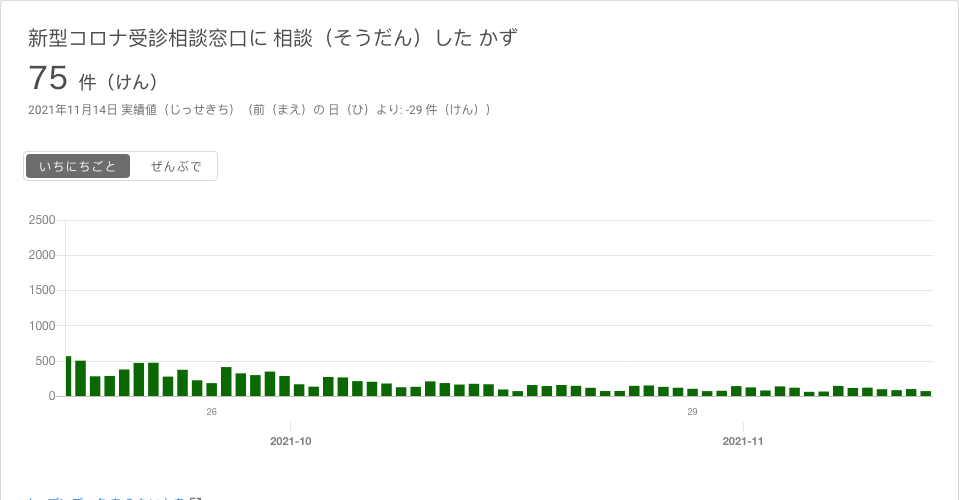 新型コロナ受診相談窓口に 相談（そうだん）した かず
75 件（けん）
2021年11月14日 実績値（じっせきち）（前（まえ）の 日（ひ）より: -29 件（けん））
いちにちごと ぜんぶで
2500
2000
1500
1000
500
0
26 29
2021-10 2021-11